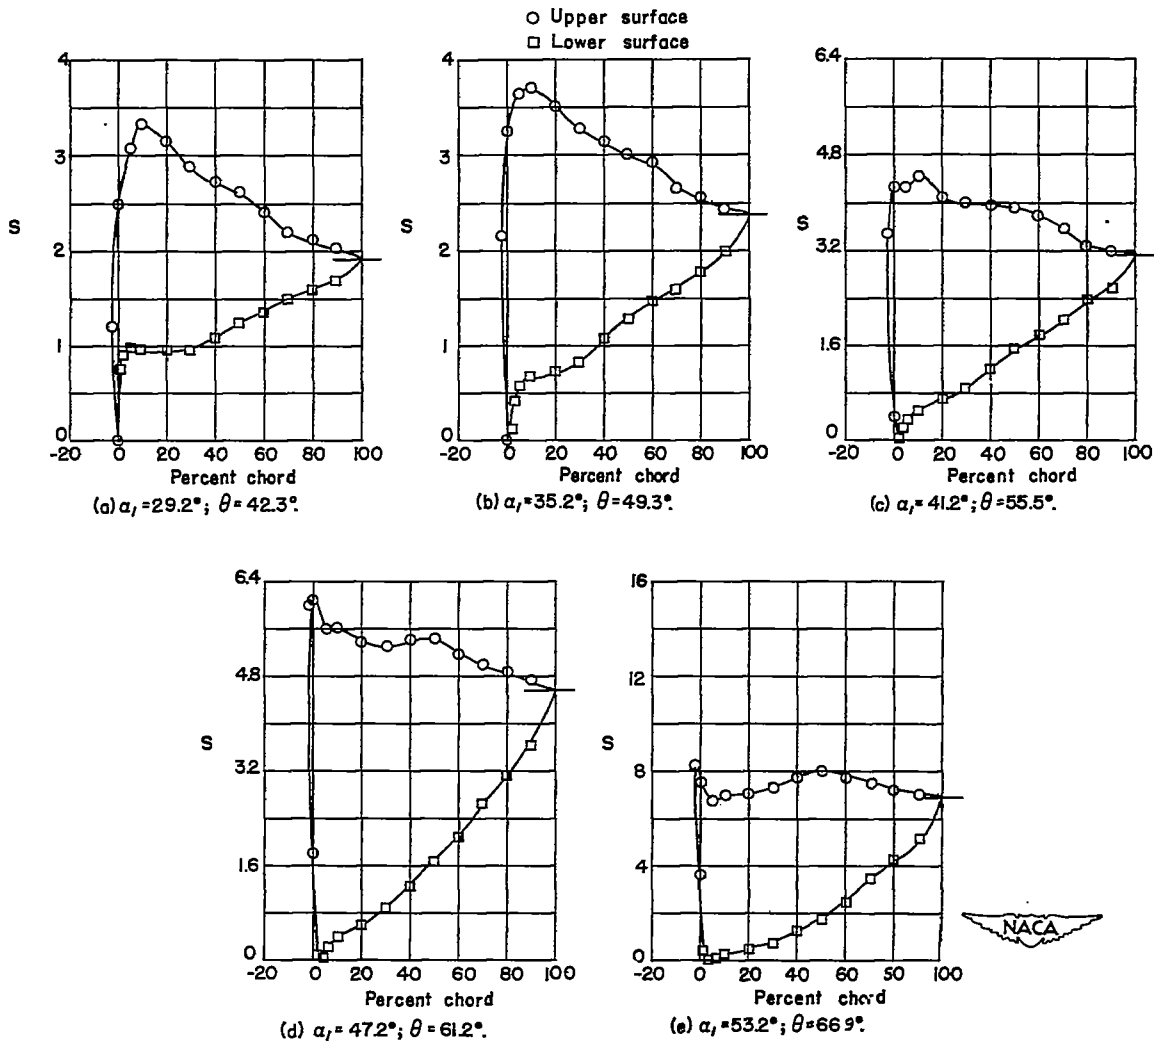 Upper surface
Lower surface
4
3
S
2
1
0
-20 0 20 40 60 80 100
Percent chord
(a) α₁=29.2°; θ=42.3°.
4
3
S
2
1
0
-20 0 20 40 60 80 100
Percent chord
(b) α₁=35.2°; θ=49.3°.
6.4
4.8
S
3.2
1.6
0
-20 0 20 40 60 80 100
Percent chord
(c) α₁=41.2°; θ=55.5°.
6.4
4.8
S
3.2
1.6
0
-20 0 20 40 60 80 100
Percent chord
(d) α₁=47.2°; θ=61.2°.
16
12
S
8
4
0
-20 0 20 40 60 50 100
Percent chord
(e) α₁=53.2°; θ=66.9°.
NACA